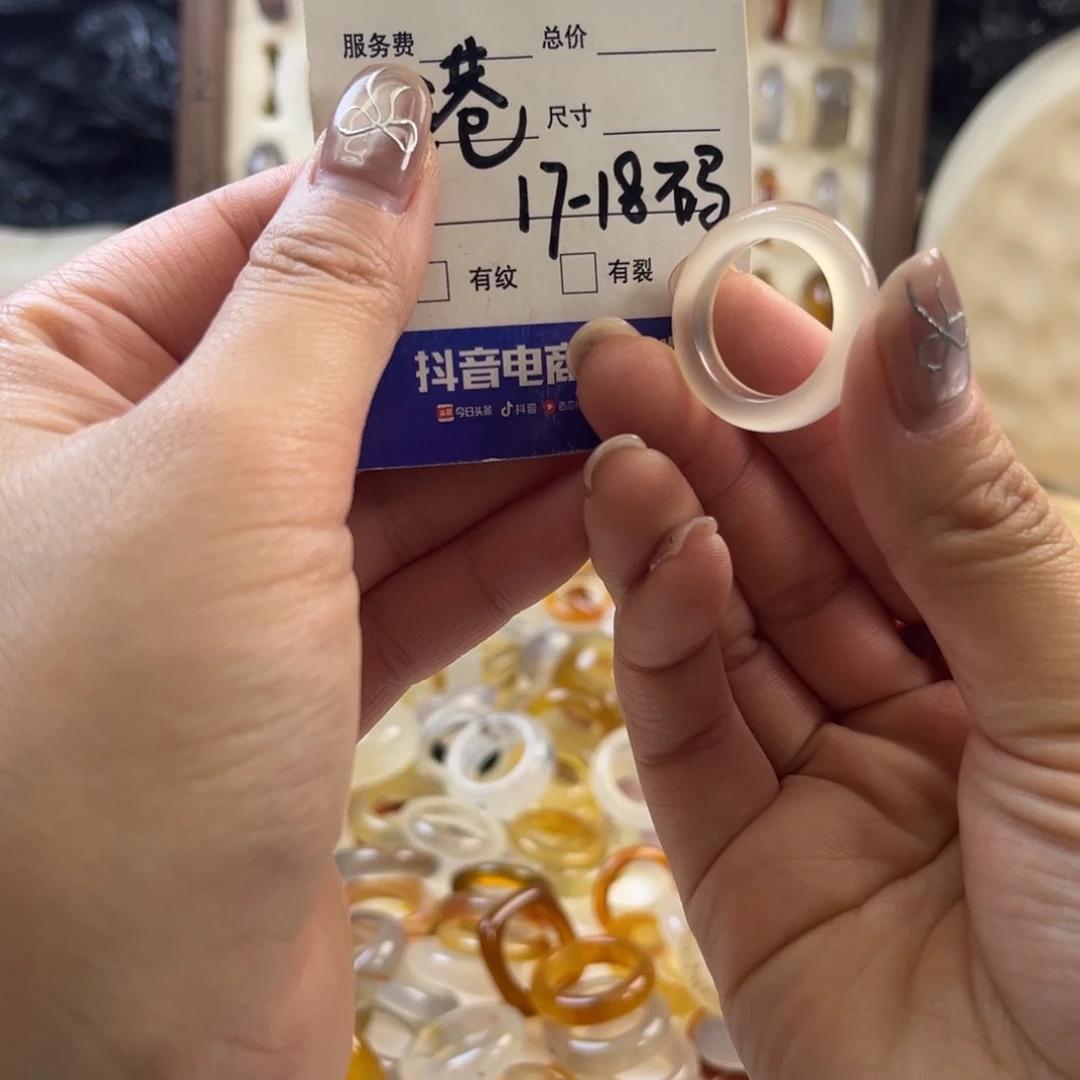 服务费 总价
港 尺寸
17-18码
有纹 有裂
抖音电商
今日头条 抖音